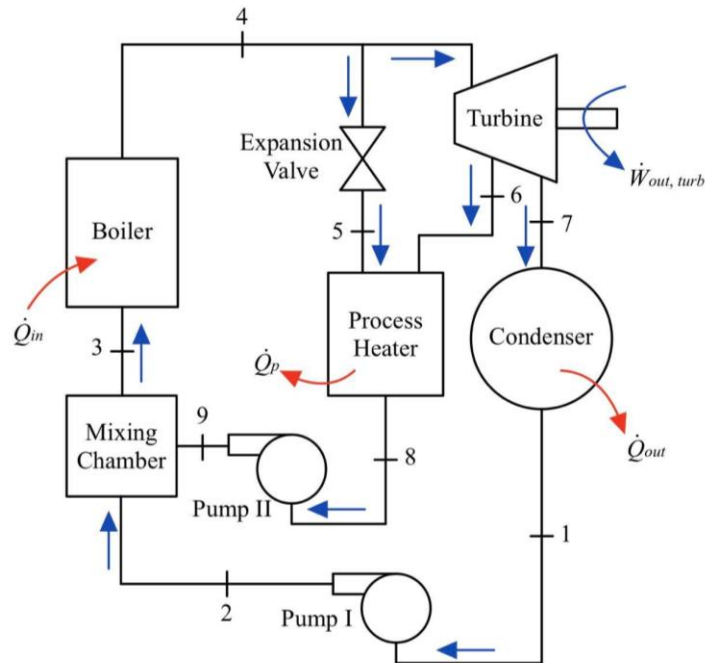 4
Expansion
Valve
Turbine
Ẇout, turb
6
7
5
Boiler
Q̇in
3
Process
Heater
Q̇p
Condenser
Q̇out
Mixing
Chamber
9
8
Pump II
1
2
Pump I